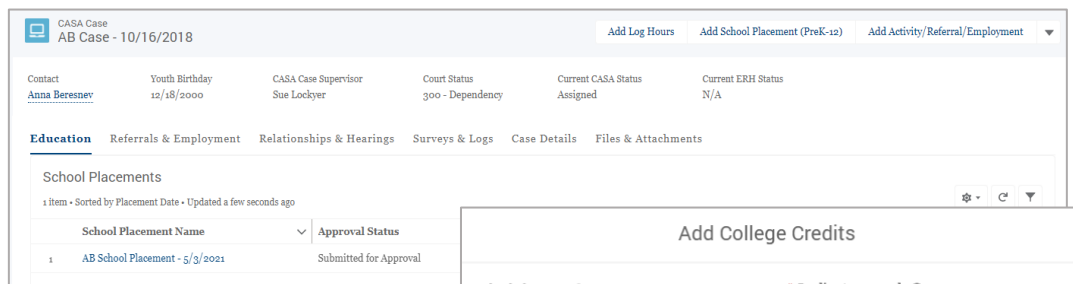 CASA Case
AB Case - 10/16/2018
Add Log Hours Add School Placement (PreK-12) Add Activity/Referral/Employment
Contact Youth Birthday CASA Case Supervisor Court Status Current CASA Status Current ERH Status
Anna Beresnev 12/18/2000 Sue Lockyer 300 - Dependency Assigned N/A
Education Referrals & Employment Relationships & Hearings Surveys & Logs Case Details Files & Attachments
School Placements
1 item • Sorted by Placement Date • Updated a few seconds ago
School Placement Name Approval Status
1 AB School Placement - 5/3/2021 Submitted for Approval
Add College Credits